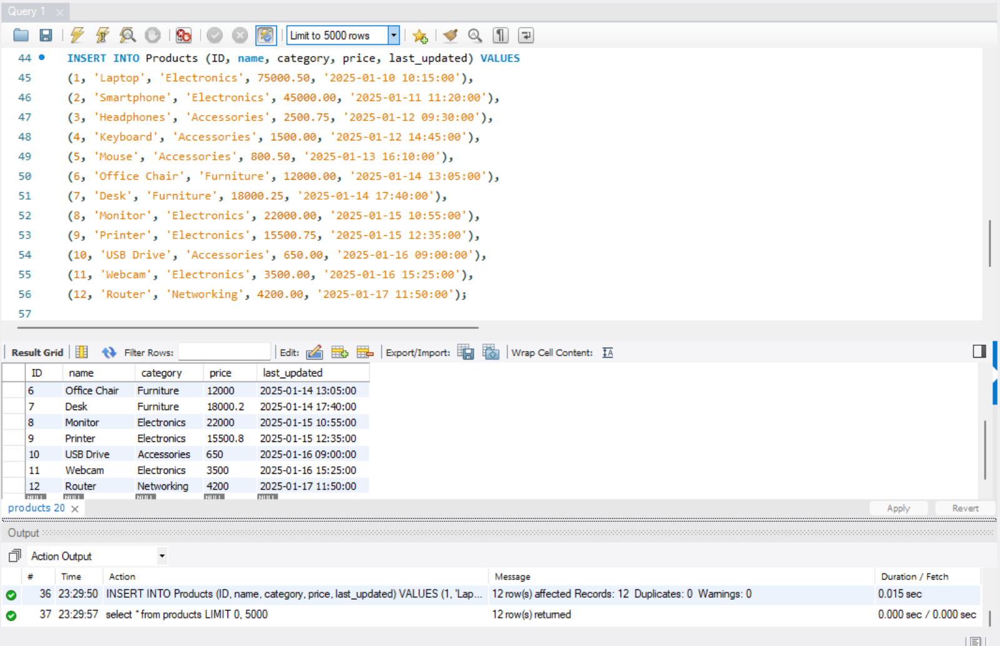 Query 1
Limit to 5000 rows
44 INSERT INTO Products (ID, name, category, price, last_updated) VALUES
45 (1, 'Laptop', 'Electronics', 75000.50, '2025-01-10 10:15:00'),
46 (2, 'Smartphone', 'Electronics', 45000.00, '2025-01-11 11:20:00'),
47 (3, 'Headphones', 'Accessories', 2500.75, '2025-01-12 09:30:00'),
48 (4, 'Keyboard', 'Accessories', 1500.00, '2025-01-12 14:45:00'),
49 (5, 'Mouse', 'Accessories', 800.50, '2025-01-13 16:10:00'),
50 (6, 'Office Chair', 'Furniture', 12000.00, '2025-01-14 13:05:00'),
51 (7, 'Desk', 'Furniture', 18000.25, '2025-01-14 17:40:00'),
52 (8, 'Monitor', 'Electronics', 22000.00, '2025-01-15 10:55:00'),
53 (9, 'Printer', 'Electronics', 15500.75, '2025-01-15 12:35:00'),
54 (10, 'USB Drive', 'Accessories', 650.00, '2025-01-16 09:00:00'),
55 (11, 'Webcam', 'Electronics', 3500.00, '2025-01-16 15:25:00'),
56 (12, 'Router', 'Networking', 4200.00, '2025-01-17 11:50:00');
57
Result Grid Filter Rows: Edit: Export/Import: Wrap Cell Content: IA
ID name category price last_updated
6 Office Chair Furniture 12000 2025-01-14 13:05:00
7 Desk Furniture 18000.2 2025-01-14 17:40:00
8 Monitor Electronics 22000 2025-01-15 10:55:00
9 Printer Electronics 15500.8 2025-01-15 12:35:00
10 USB Drive Accessories 650 2025-01-16 09:00:00
11 Webcam Electronics 3500 2025-01-16 15:25:00
12 Router Networking 4200 2025-01-17 11:50:00
NULL NULL NULL NULL NULL
products 20 Apply Revert
Output
Action Output
# Time Action Message Duration / Fetch
36 23:29:50 INSERT INTO Products (ID, name, category, price, last_updated) VALUES (1, 'Lap... 12 row(s) affected Records: 12 Duplicates: 0 Warnings: 0 0.015 sec
37 23:29:57 select * from products LIMIT 0, 5000 12 row(s) returned 0.000 sec / 0.000 sec